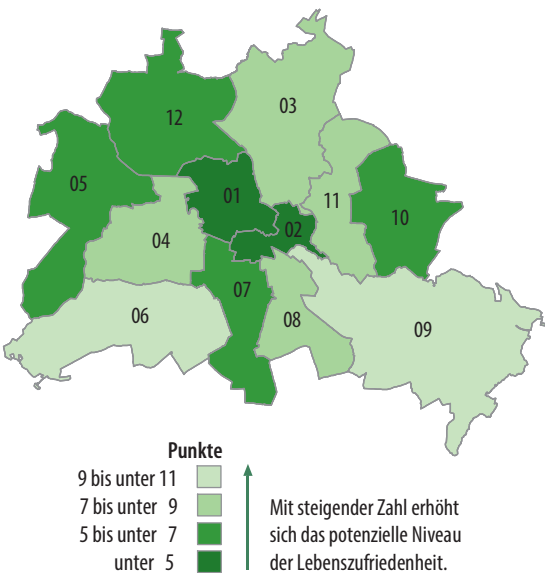 03
12
05
01
11
10
02
04
07
06
08
09
Punkte
9 bis unter 11
7 bis unter 9
5 bis unter 7
unter 5
Mit steigender Zahl erhöht
sich das potenzielle Niveau
der Lebenszufriedenheit.